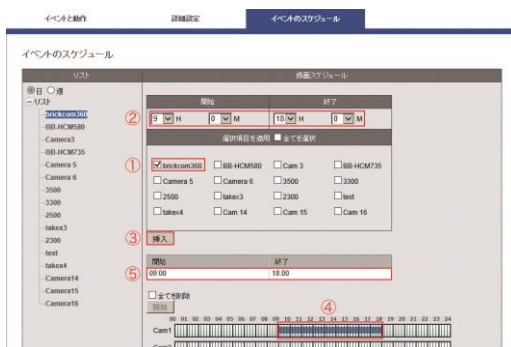 イベントと動作 詳細設定 イベントのスケジュール
イベントのスケジュール
リスト
録画スケジュール
日 週
リスト
brickcom360
BB-HCM580
Camera3
BB-HCM735
Camera 5
Camera 6
3500
3300
2500
takex3
2300
test
takex4
Camera14
Camera15
Camera16
開始 終了
② 9 H 0 M 18 H 0 M
選択項目を適用 全てを選択
① brickcom360 BB-HCM580 Cam 3 BB-HCM735
Camera 5 Camera 6 3500 3300
2500 takex3 2300 test
takex4 Cam 14 Cam 15 Cam 16
③ 挿入
開始 終了
⑤ 09:00 18:00
全てを削除
削除
④
00 01 02 03 04 05 06 07 08 09 10 11 12 13 14 15 16 17 18 19 20 21 22 23 24
Cam1